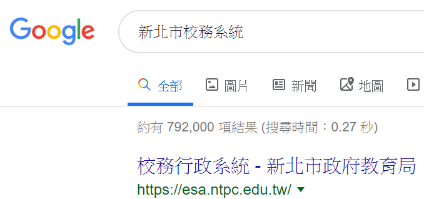 Google 新北市校務系統
全部 圖片 新聞 地圖
約有 792,000 項結果 (搜尋時間：0.27 秒)
校務行政系統 - 新北市政府教育局
https://esa.ntpc.edu.tw/